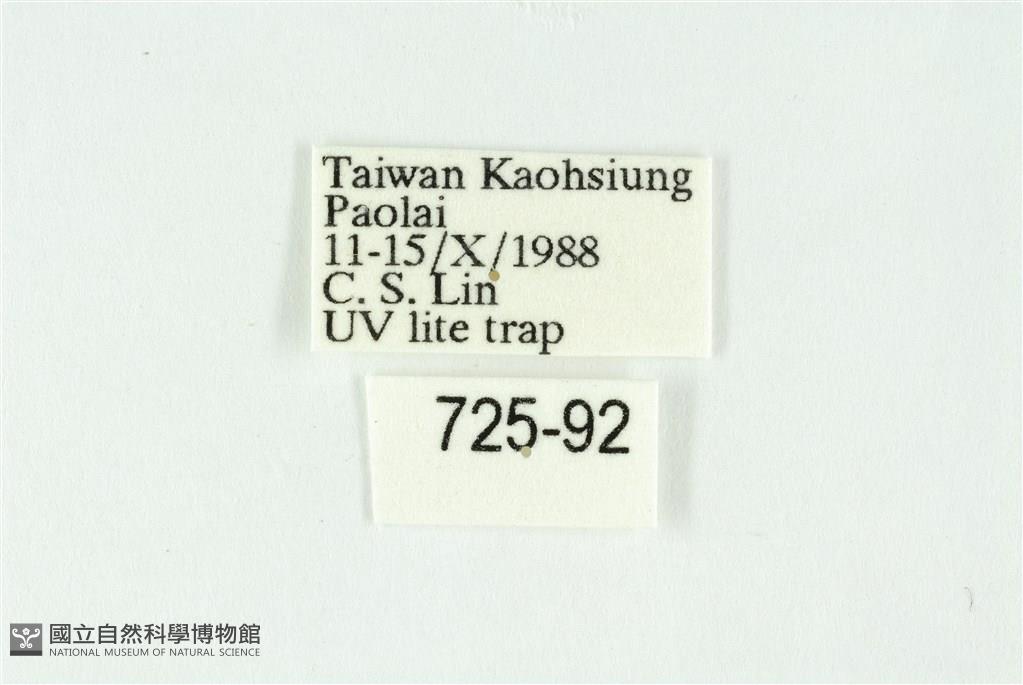 Taiwan Kaohsiung
Paolai
11-15/X/1988
C. S. Lin
UV lite trap
725-92
國立自然科學博物館
NATIONAL MUSEUM OF NATURAL SCIENCE